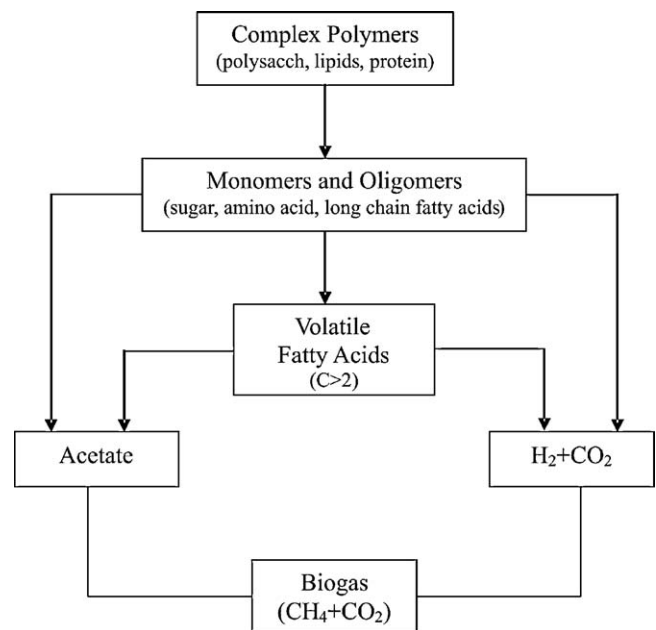 Complex Polymers
(polysacch, lipids, protein)
Monomers and Oligomers
(sugar, amino acid, long chain fatty acids)
Volatile
Fatty Acids
(C>2)
Acetate
H₂+CO₂
Biogas
(CH₄+CO₂)